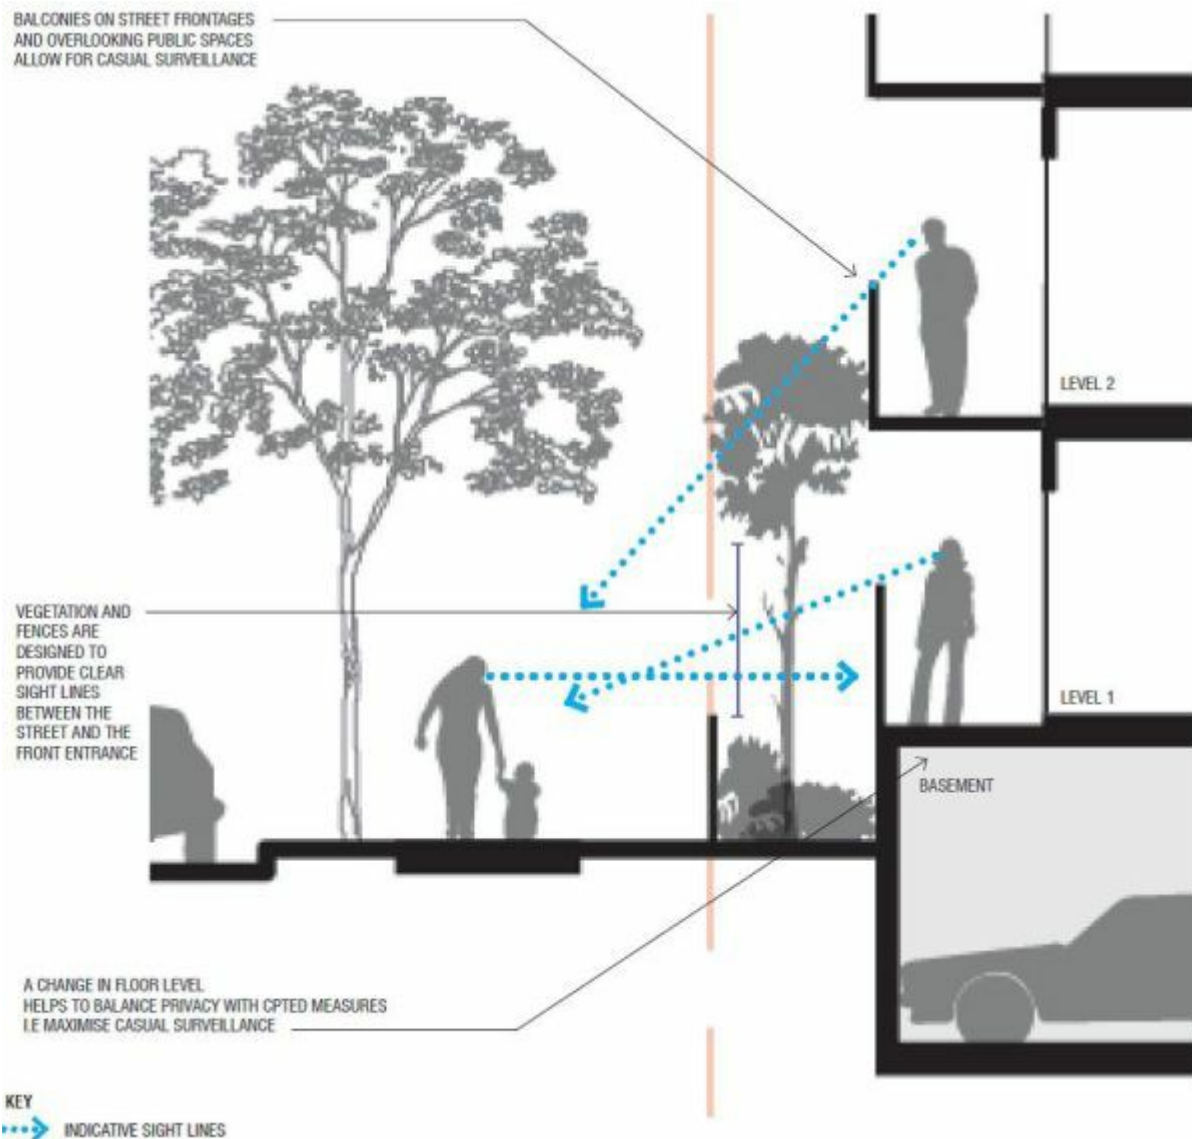 BALCONIES ON STREET FRONTAGES
AND OVERLOOKING PUBLIC SPACES
ALLOW FOR CASUAL SURVEILLANCE
LEVEL 2
VEGETATION AND
FENCES ARE
DESIGNED TO
PROVIDE CLEAR
SIGHT LINES
BETWEEN THE
STREET AND THE
FRONT ENTRANCE
LEVEL 1
BASEMENT
A CHANGE IN FLOOR LEVEL
HELPS TO BALANCE PRIVACY WITH CPTED MEASURES
I.E MAXIMISE CASUAL SURVEILLANCE
KEY
INDICATIVE SIGHT LINES